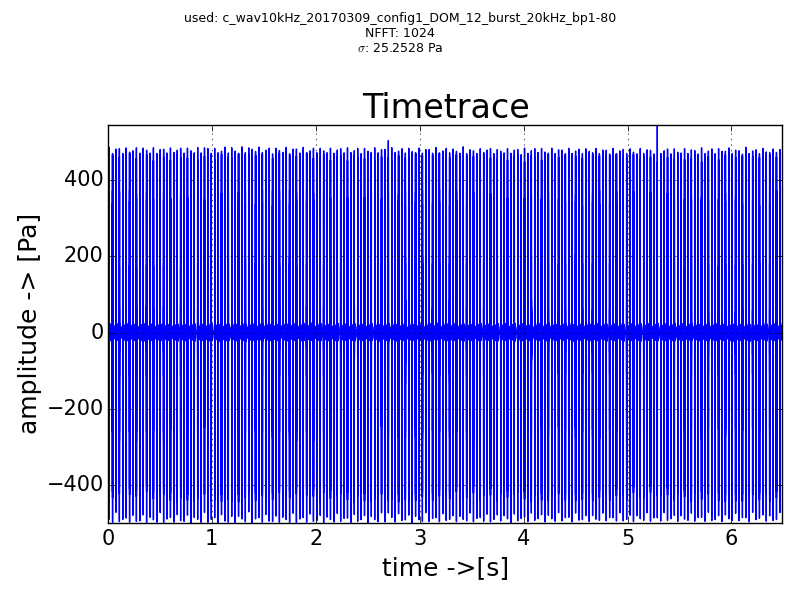 used: c_wav10kHz_20170309_config1_DOM_12_burst_20kHz_bp1-80
NFFT: 1024
σ: 25.2528 Pa
Timetrace
amplitude -> [Pa]
400
200
0
−200
−400
0 1 2 3 4 5 6
time ->[s]